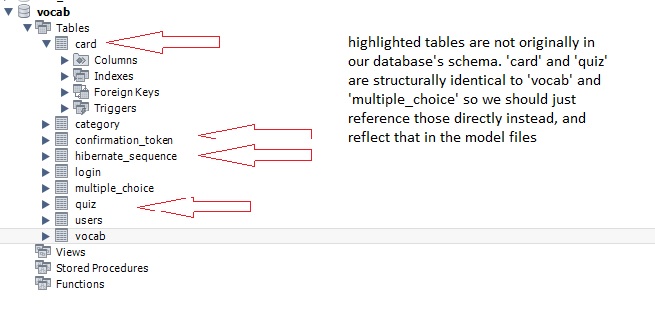 vocab
Tables
card
Columns
Indexes
Foreign Keys
Triggers
category
confirmation_token
hibernate_sequence
login
multiple_choice
quiz
users
vocab
Views
Stored Procedures
Functions
highlighted tables are not originally in
our database's schema. 'card' and 'quiz'
are structurally identical to 'vocab' and
'multiple_choice' so we should just
reference those directly instead, and
reflect that in the model files